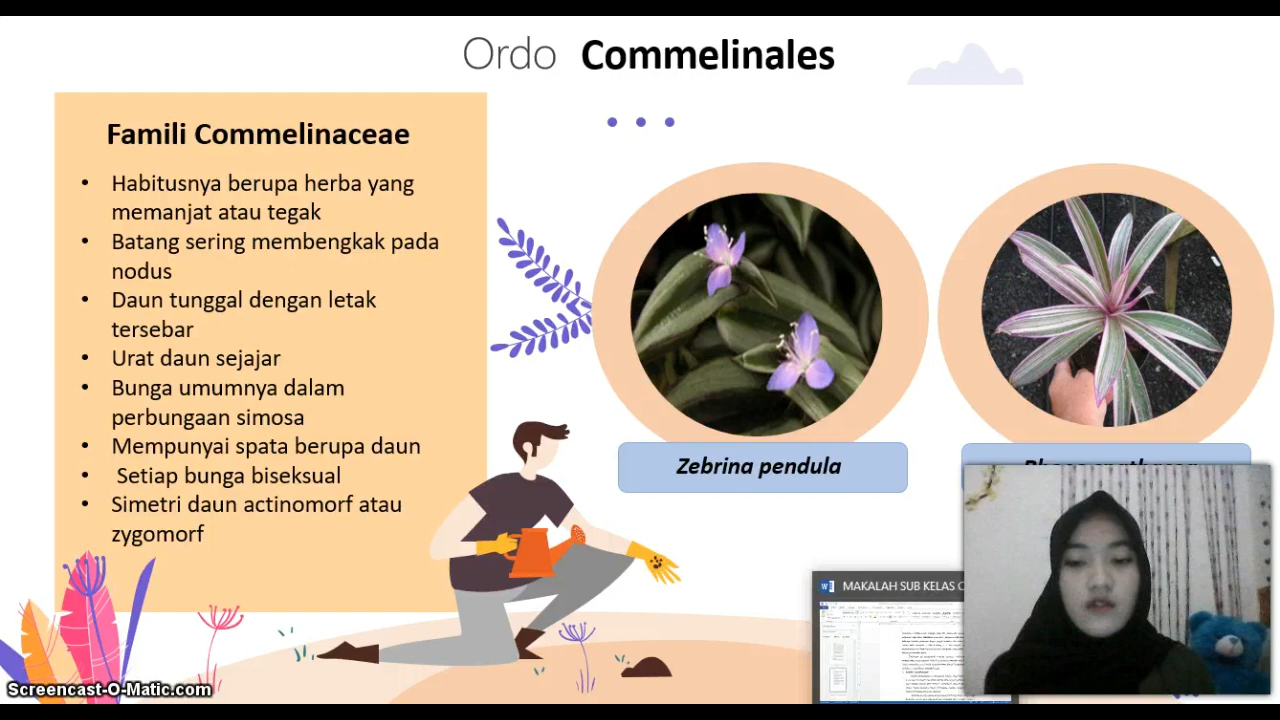 Ordo Commelinales
Famili Commelinaceae
• Habitusnya berupa herba yang
memanjat atau tegak
• Batang sering membengkak pada
nodus
• Daun tunggal dengan letak
tersebar
• Urat daun sejajar
• Bunga umumnya dalam
perbungaan simosa
• Mempunyai spata berupa daun
• Setiap bunga biseksual
• Simetri daun actinomorf atau
zygomorf
Zebrina pendula
MAKALAH SUB KELAS C
Screencast-O-Matic.com